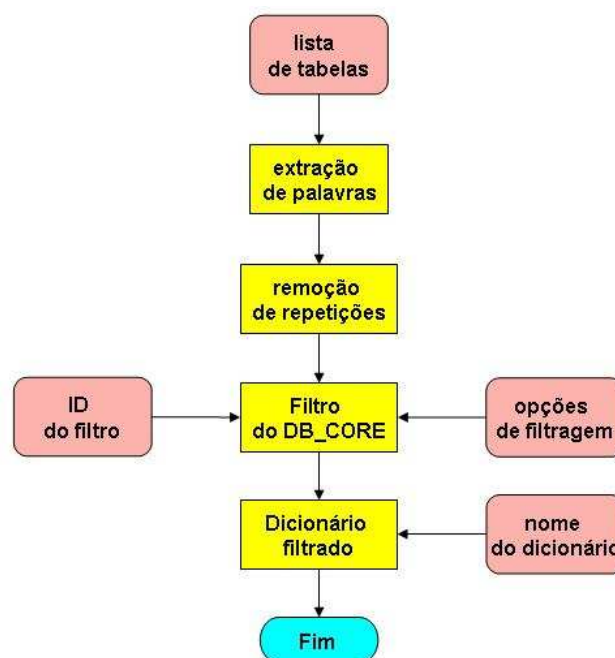 lista
de tabelas
extração
de palavras
remoção
de repetições
ID
do filtro
Filtro
do DB_CORE
opções
de filtragem
Dicionário
filtrado
nome
do dicionário
Fim